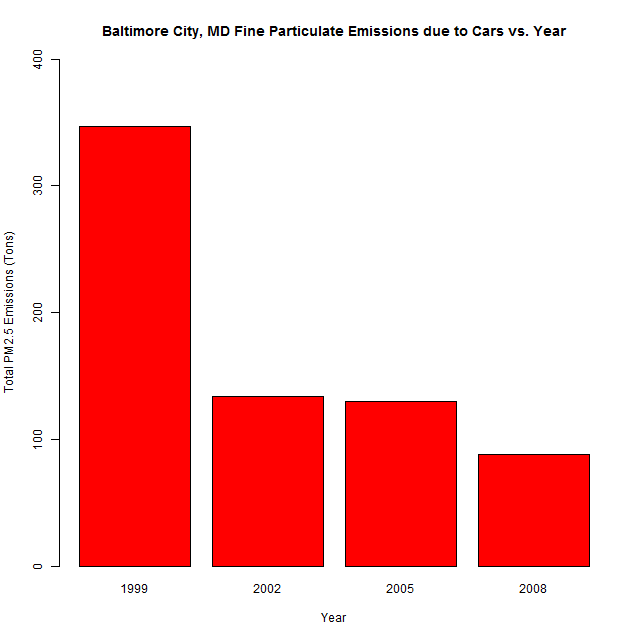 Baltimore City, MD Fine Particulate Emissions due to Cars vs. Year
Total PM2.5 Emissions (Tons)
400
300
200
100
0
1999 2002 2005 2008
Year